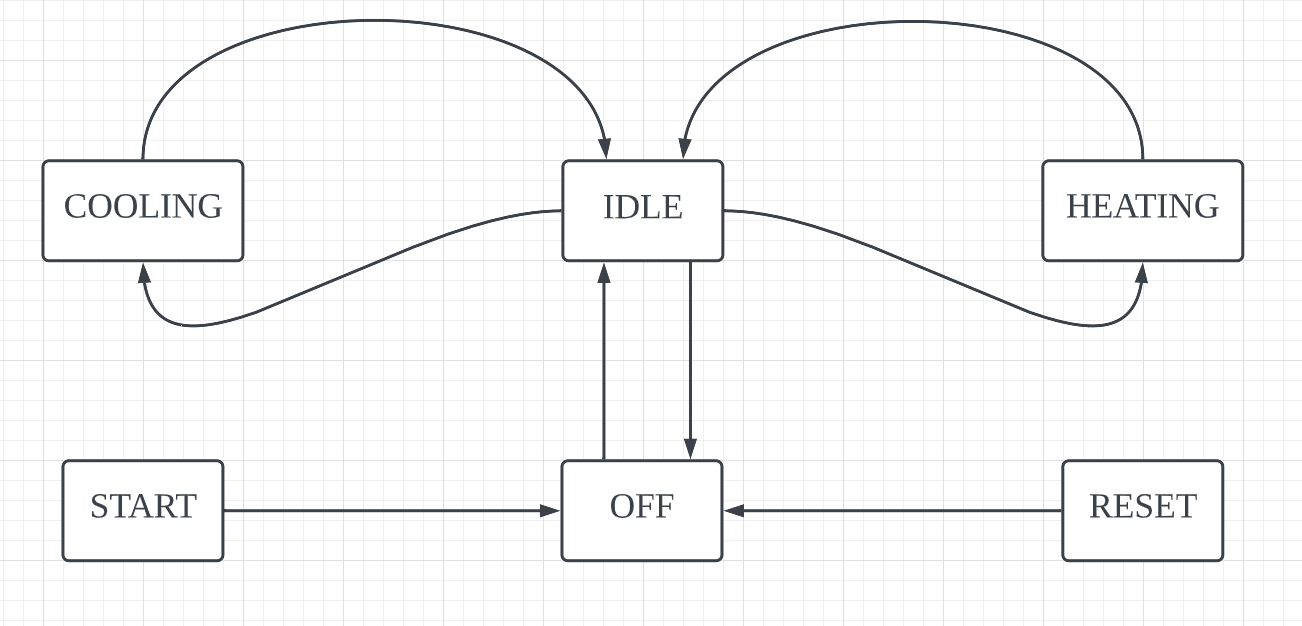 COOLING
IDLE
HEATING
START
OFF
RESET